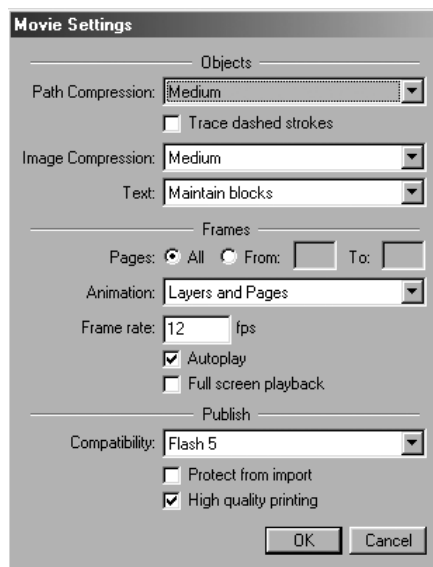 Movie Settings
Objects
Path Compression: Medium
Trace dashed strokes
Image Compression: Medium
Text: Maintain blocks
Frames
Pages: All From: To:
Animation: Layers and Pages
Frame rate: 12 fps
Autoplay
Full screen playback
Publish
Compatibility: Flash 5
Protect from import
High quality printing
OK Cancel